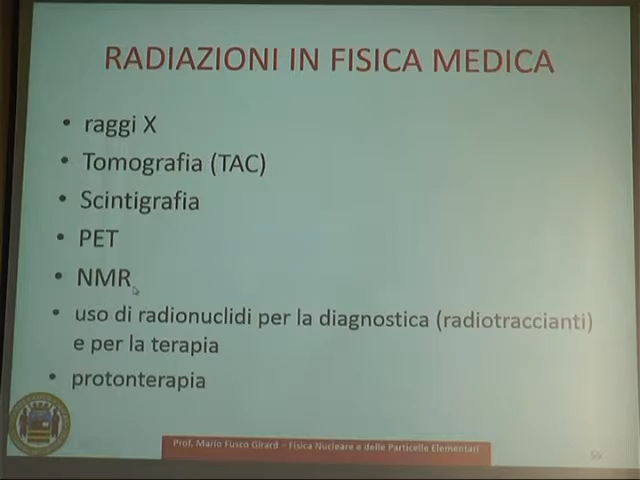 RADIAZIONI IN FISICA MEDICA
• raggi X
• Tomografia (TAC)
• Scintigrafia
• PET
• NMR
• uso di radionuclidi per la diagnostica (radiotraccianti)
e per la terapia
• protonterapia
Prof. Mario Fusco Girard – Fisica Nucleare e delle Particelle Elementari